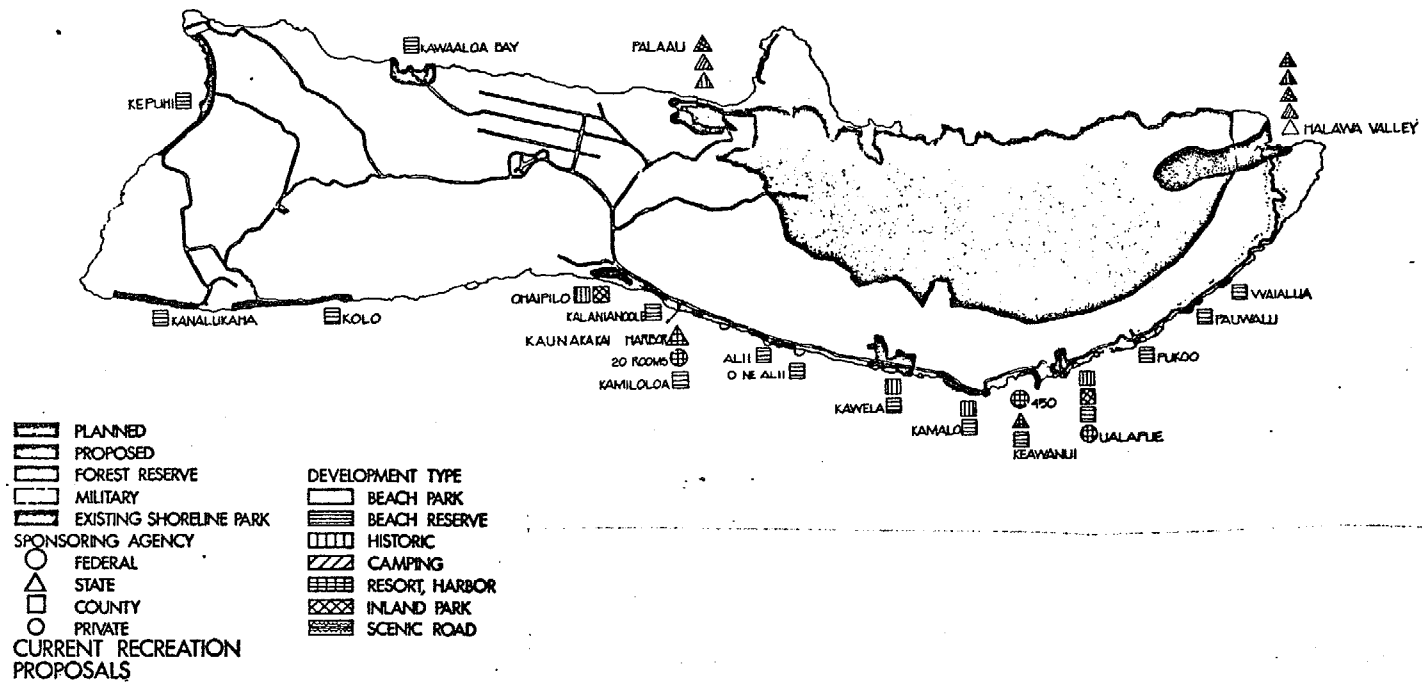 KAWAALOA BAY
PALAAU
KEPUHI
HALAWA VALLEY
OHAIPILO
KALANIANOOLE
KANALUKAHA
KOLO
KAUNAKAKAI HARBOR
20 ROOMS
KAMILOLOA
ALII
ONE ALII
KAWELA
KAMALO
450
KEAWANUI
UALAPUE
PUKOO
PAUWALU
WAIALUA
PLANNED
PROPOSED
FOREST RESERVE
MILITARY
EXISTING SHORELINE PARK
SPONSORING AGENCY
FEDERAL
STATE
COUNTY
PRIVATE
DEVELOPMENT TYPE
BEACH PARK
BEACH RESERVE
HISTORIC
CAMPING
RESORT, HARBOR
INLAND PARK
SCENIC ROAD
CURRENT RECREATION
PROPOSALS